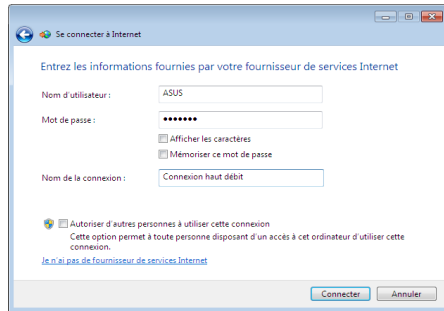 Se connecter à Internet
Entrez les informations fournies par votre fournisseur de services Internet
Nom d'utilisateur :
ASUS
Mot de passe :
•••••••
Afficher les caractères
Mémoriser ce mot de passe
Nom de la connexion :
Connexion haut débit
Autoriser d'autres personnes à utiliser cette connexion
Cette option permet à toute personne disposant d'un accès à cet ordinateur d'utiliser cette
connexion.
Je n'ai pas de fournisseur de services Internet
Connecter
Annuler